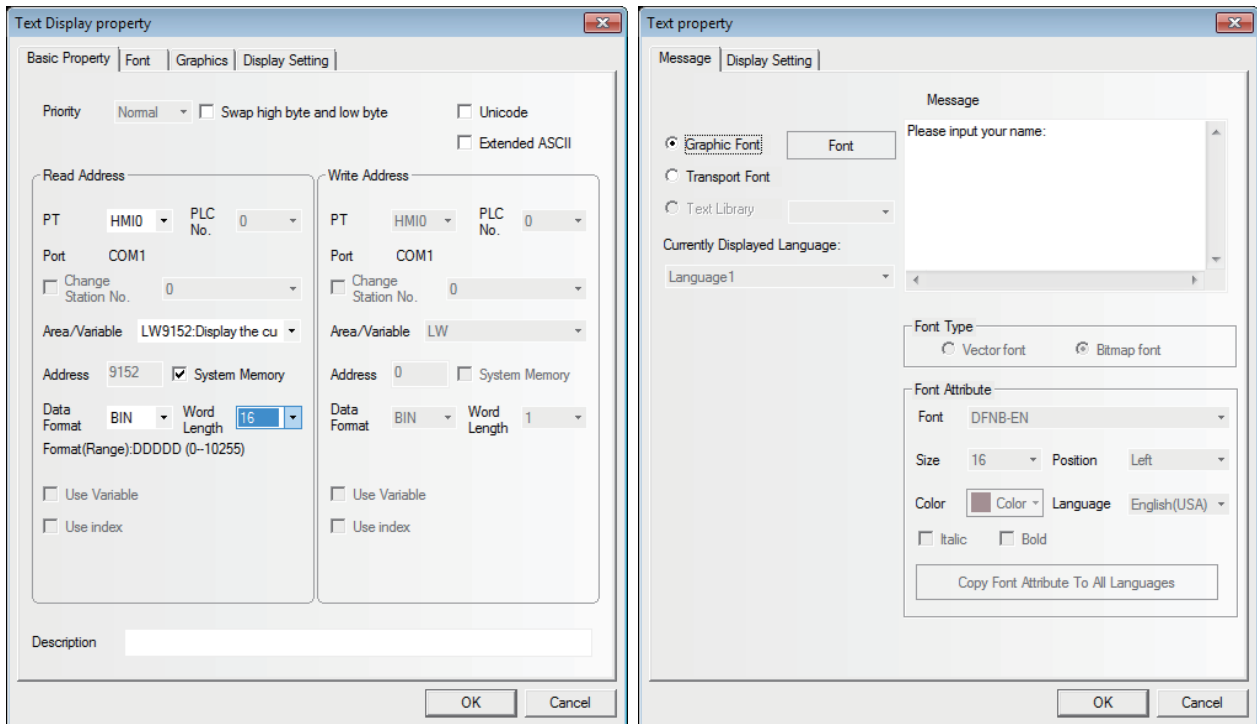 Text Display property
Basic Property Font Graphics Display Setting
Priority Normal Swap high byte and low byte Unicode
Extended ASCII
Read Address
PT HMI0 PLC No. 0
Port COM1
Change Station No. 0
Area/Variable LW9152:Display the cu
Address 9152 System Memory
Data Format BIN Word Length 16
Format(Range):DDDDD (0--10255)
Use Variable
Use index
Write Address
PT HMI0 PLC No. 0
Port COM1
Change Station No. 0
Area/Variable LW
Address 0 System Memory
Data Format BIN Word Length 1
Use Variable
Use index
Description
OK Cancel
Text property
Message Display Setting
Graphic Font Font
Transport Font
Text Library
Currently Displayed Language:
Language1
Message
Please input your name:
Font Type
Vector font Bitmap font
Font Attribute
Font DFNB-EN
Size 16 Position Left
Color Color Language English(USA)
Italic Bold
Copy Font Attribute To All Languages
OK Cancel